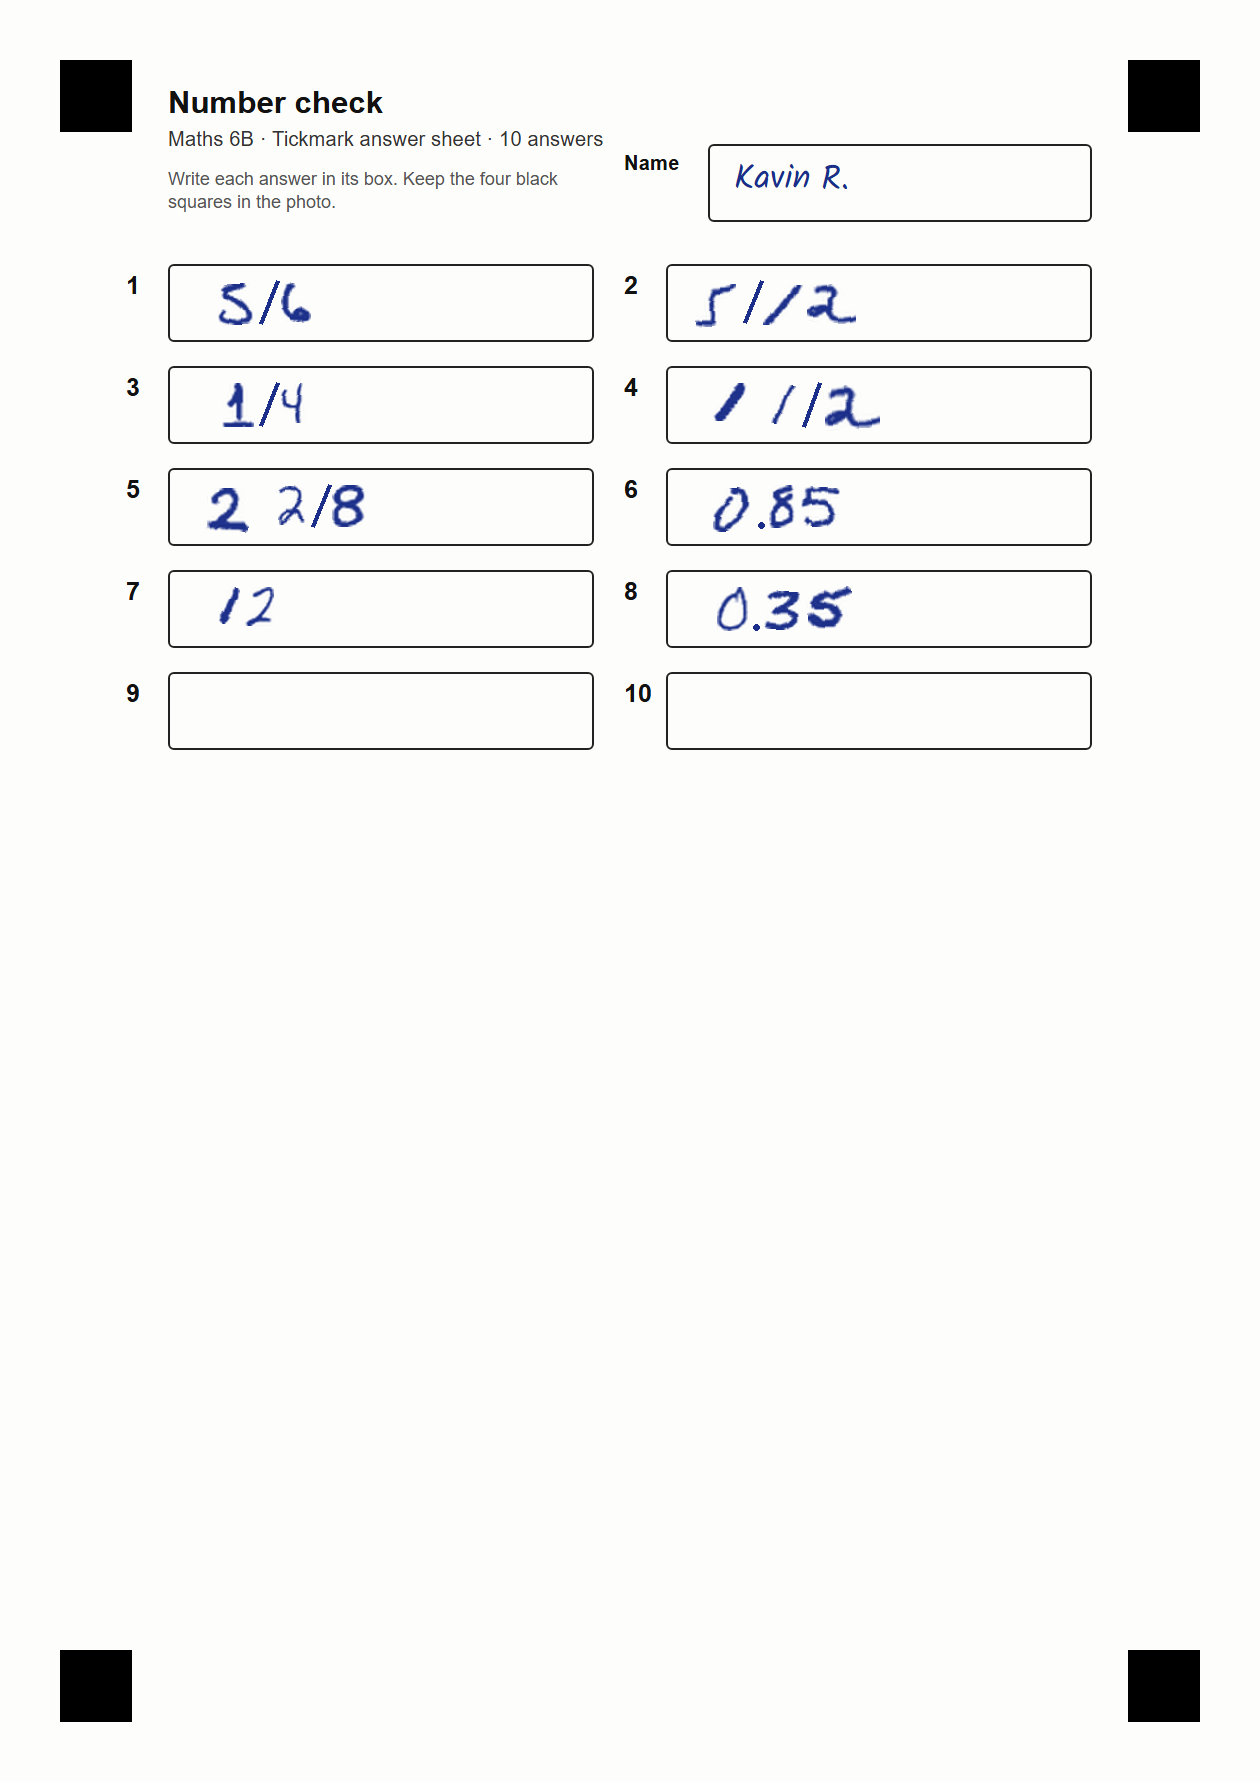 Number check
Maths 6B · Tickmark answer sheet · 10 answers
Write each answer in its box. Keep the four black
squares in the photo.
Name Kavin R.
1 5/6
2 5/12
3 1/4
4 1 1/2
5 2 2/8
6 0.85
7 12
8 0.35
9
10